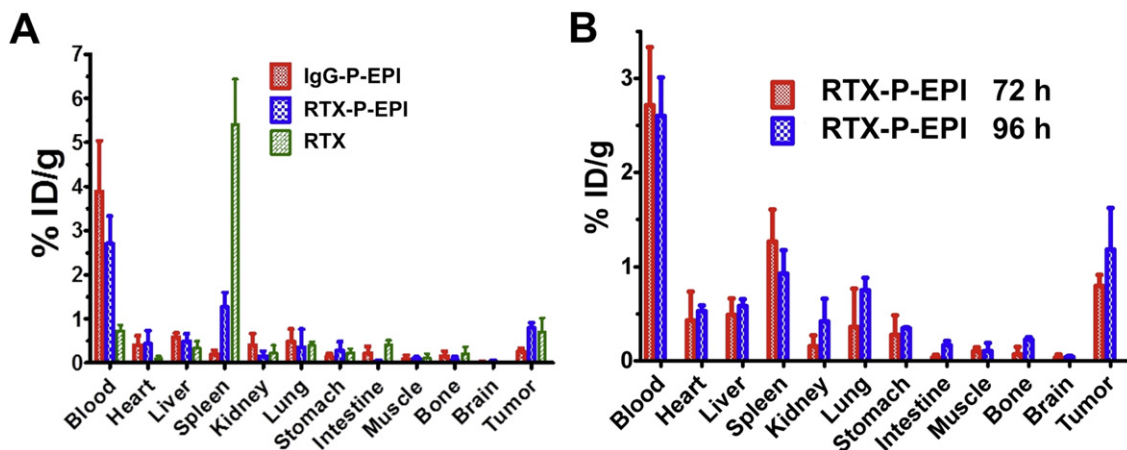 A
% ID/g
7
6
5
4
3
2
1
0
IgG-P-EPI
RTX-P-EPI
RTX
Blood
Heart
Liver
Spleen
Kidney
Lung
Stomach
Intestine
Muscle
Bone
Brain
Tumor
B
% ID/g
3
2
1
0
RTX-P-EPI 72 h
RTX-P-EPI 96 h
Blood
Heart
Liver
Spleen
Kidney
Lung
Stomach
Intestine
Muscle
Bone
Brain
Tumor